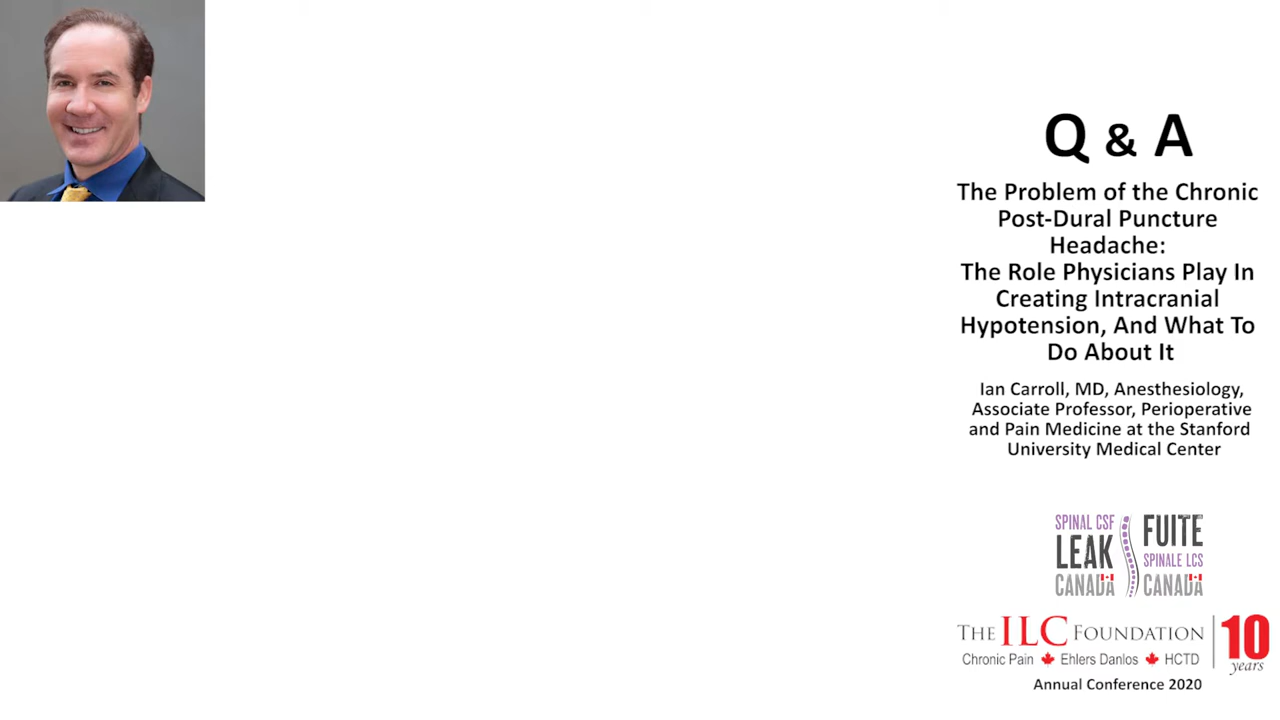 Q & A
The Problem of the Chronic
Post-Dural Puncture
Headache:
The Role Physicians Play In
Creating Intracranial
Hypotension, And What To
Do About It
Ian Carroll, MD, Anesthesiology,
Associate Professor, Perioperative
and Pain Medicine at the Stanford
University Medical Center
SPINAL CSF
LEAK
CANADA
FUITE
SPINALE LCS
CANADA
THE ILC FOUNDATION
Chronic Pain Ehlers Danlos HCTD
10
years
Annual Conference 2020